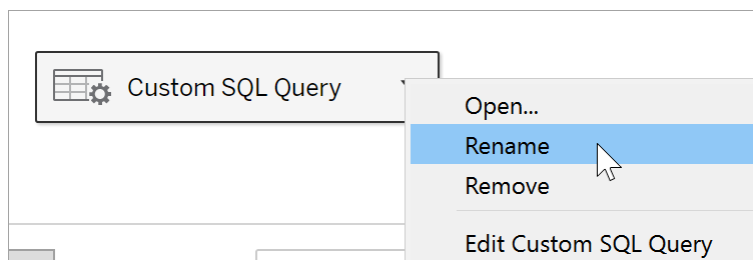 Custom SQL Query
Open...
Rename
Remove
Edit Custom SQL Query